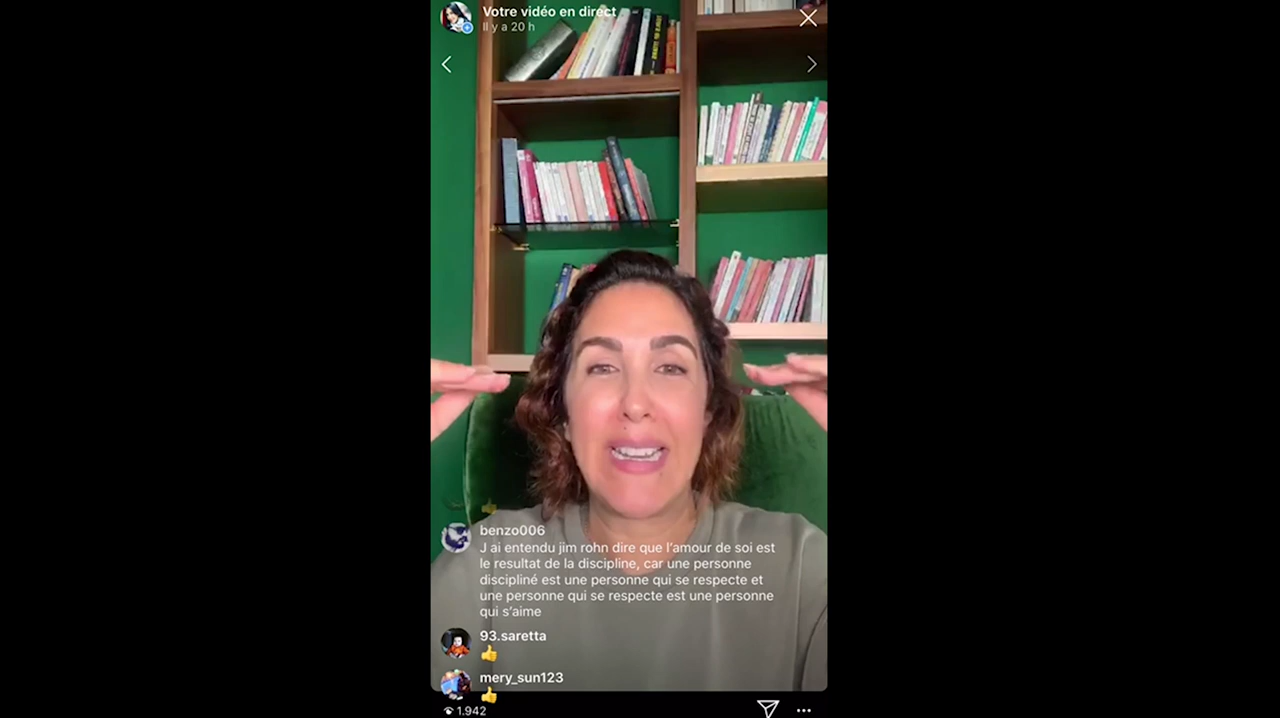 Votre vidéo en direct
Il y a 20 h
benzo006
J ai entendu jim rohn dire que l'amour de soi est
le resultat de la discipline, car une personne
discipliné est une personne qui se respecte et
une personne qui se respecte est une personne
qui s'aime
93.saretta
👍
mery_sun123
👍
1.942